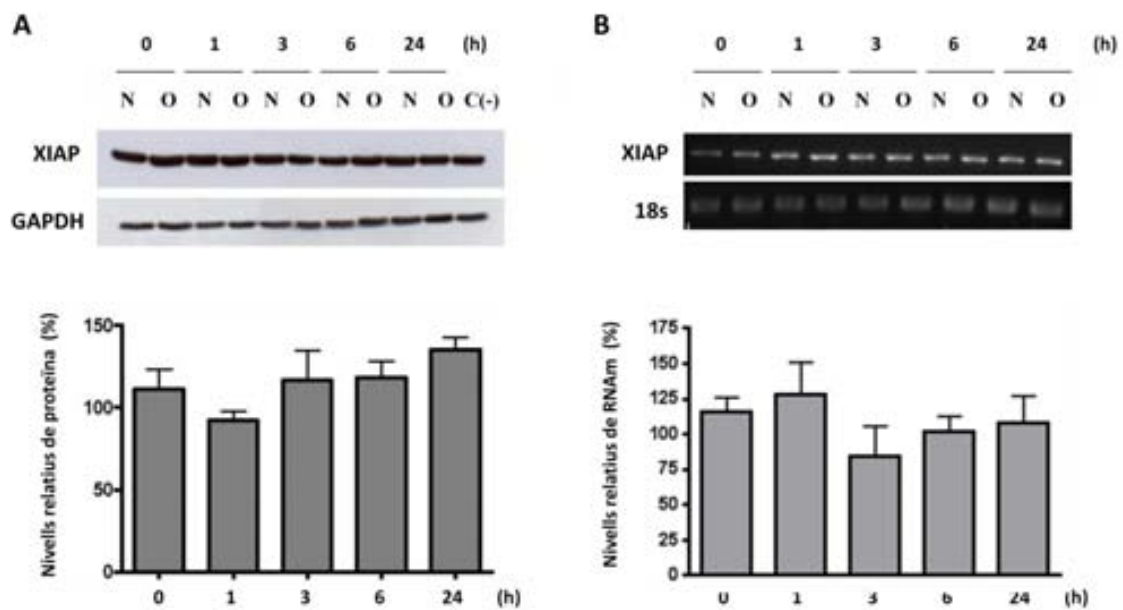 A
0 1 3 6 24 (h)
N O N O N O N O N O C(-)
XIAP
GAPDH
Nivells relatius de proteïna (%)
150
100
50
0
0 1 3 6 24 (h)
B
0 1 3 6 24 (h)
N O N O N O N O N O
XIAP
18s
Nivells relatius de RNAm (%)
175
150
125
100
75
50
25
0
0 1 3 6 24 (h)